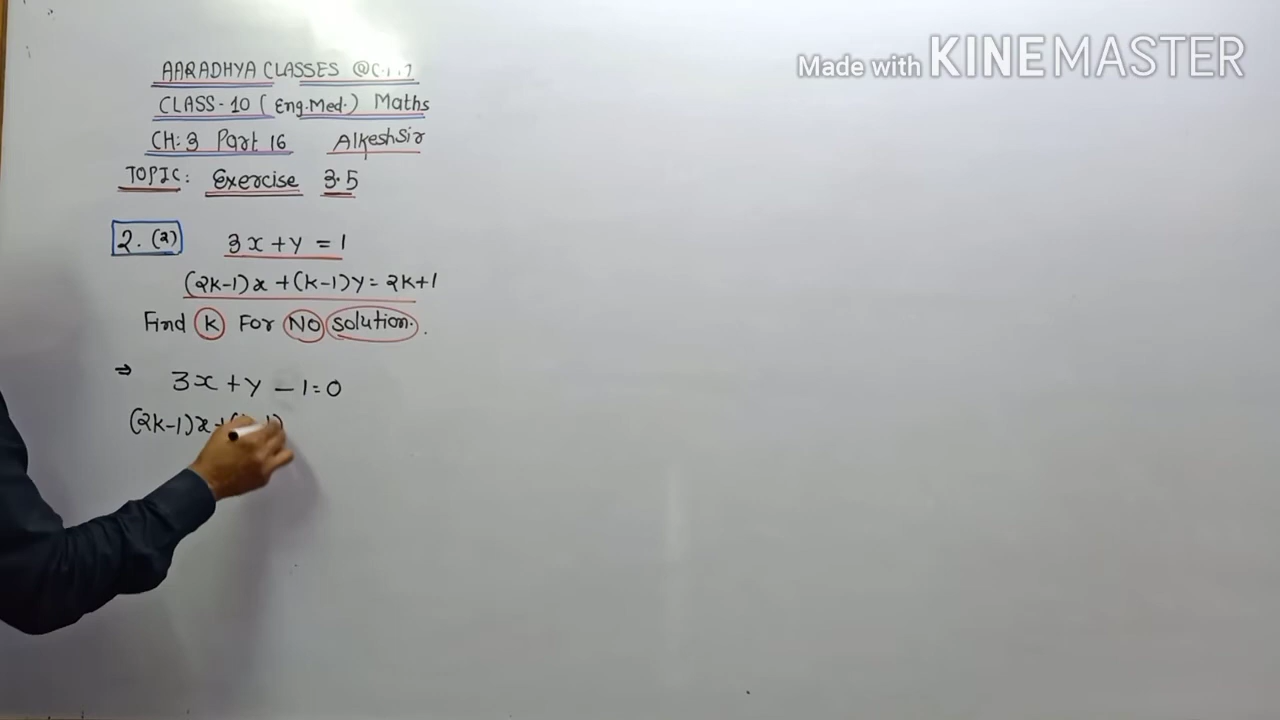 AARADHYA CLASSES
CLASS-10 (Eng.Med.) Maths
CH:3 Part 16 AlkeshSir
TOPIC: Exercise 3.5
2. (2) 3x+y = 1
(2k-1)x +(k-1)y = 2k+1
Find k For No solution.
⇒ 3x+y - 1 = 0
(2k-1)x
Made with KINEMASTER